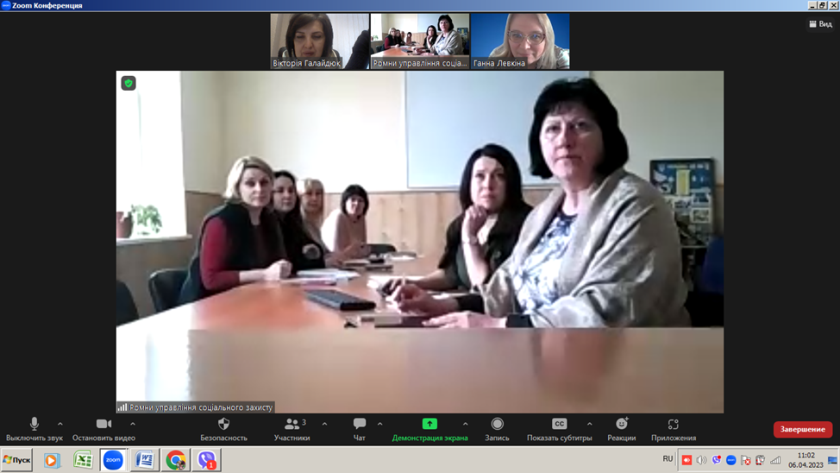 Zoom Конференция
Вид
Вікторія Галайдюк
Ромни управління соціа...
Ганна Левкіна
Ромни управління соціального захисту
Выключить звук
Остановить видео
Безопасность
Участники
3
Чат
Демонстрация экрана
Запись
CC
Показать субтитры
Реакции
Приложения
Завершение
Пуск
zoom
1
RU
11:02
06.04.2023